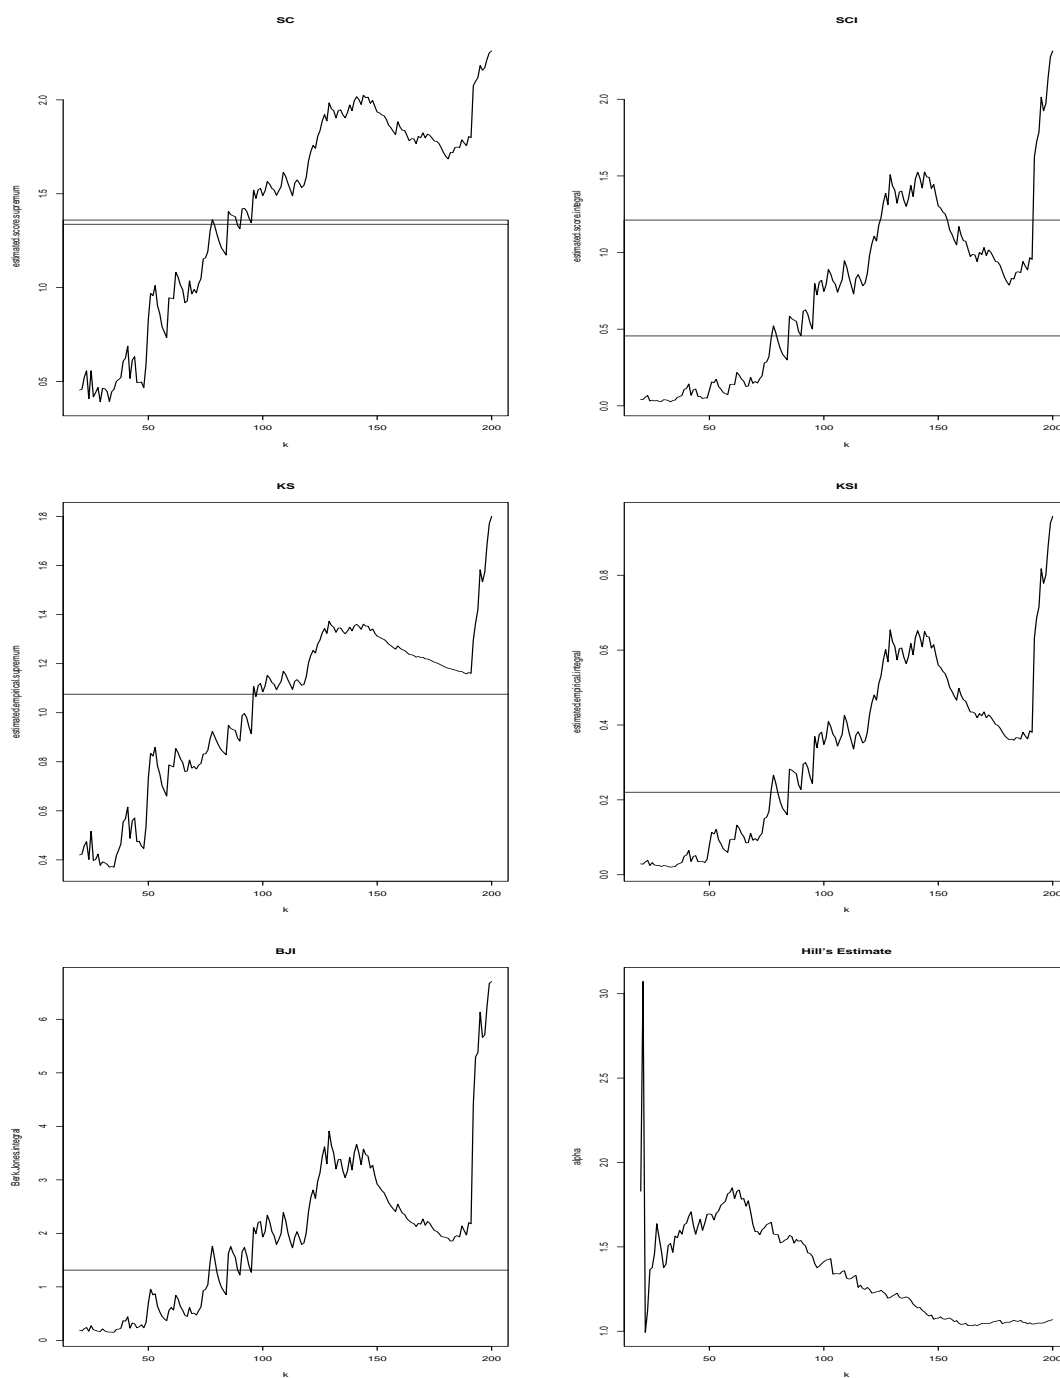 SC
estimated.score.supremum
0.5 1.0 1.5 2.0
50 100 150 200
k
SCI
estimated.score.integral
0.0 0.5 1.0 1.5 2.0
50 100 150 200
k
KS
estimated.empirical.supremum
0.4 0.6 0.8 1.0 1.2 1.4 1.6 1.8
50 100 150 200
k
KSI
estimated.empirical.integral
0.0 0.2 0.4 0.6 0.8
50 100 150 200
k
BJI
Berk.Jones.integral
0 1 2 3 4 5 6
50 100 150 200
k
Hill's Estimate
alpha
1.0 1.5 2.0 2.5 3.0
50 100 150 200
k